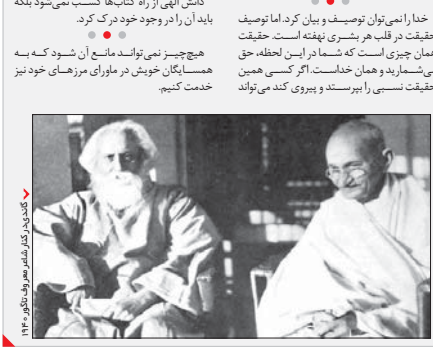 خدا را نمی‌توان توصیف و بیان کرد. اما توصیف
حقیقت در قلب هر بشری نهفته است. حقیقت
همان چیزی است که شما در این لحظه، حق
می‌شمارید و همان خداست. اگر کسی همین
حقیقت نسبی را بپرستد و پیروی کند می‌تواند
دانش الهی از راه کتاب‌ها کسب نمی‌شود بلکه
باید آن را در وجود خود درک کرد.
هیچ‌چیز نمی‌تواند مانع آن شود که به
همسایگان خویش در ماورای مرزهای خود نیز
خدمت کنیم.
گاندی در کنار شاعر معروف تاگور ۱۹۴۰